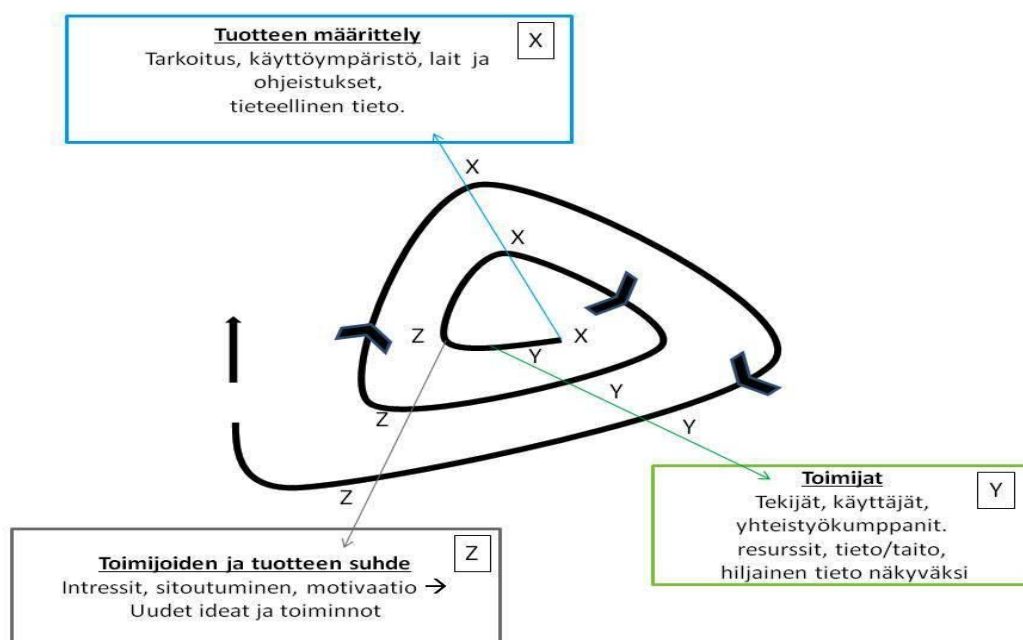 Tuotteen määrittely
X
Tarkoitus, käyttöympäristö, lait ja
ohjeistukset,
tieteellinen tieto.
X
X
Z
X
Y
Y
Z
Y
Z
Toimijat
Y
Tekijät, käyttäjät,
yhteistyökumppanit.
resurssit, tieto/taito,
hiljainen tieto näkyväksi
Z
Toimijoiden ja tuotteen suhde
Intressit, sitoutuminen, motivaatio →
Uudet ideat ja toiminnot